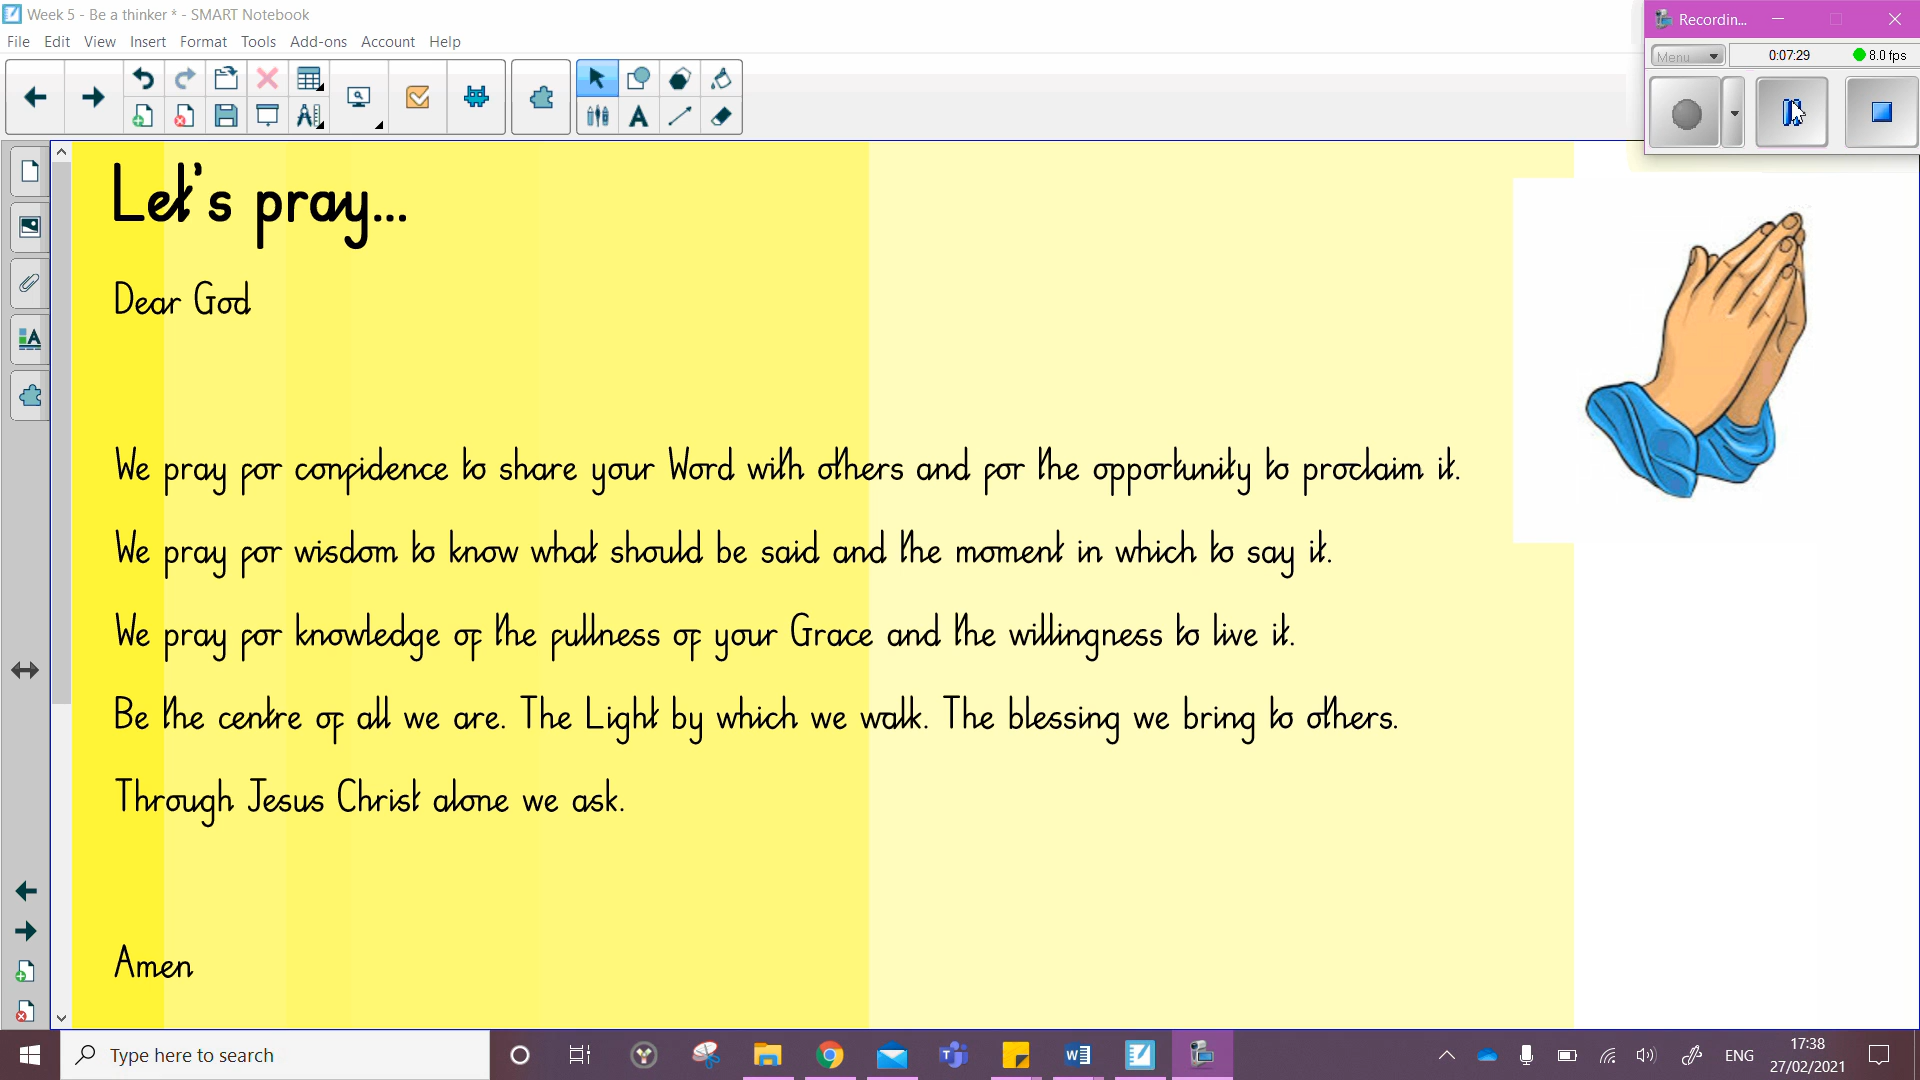 Week 5 - Be a thinker * - SMART Notebook
Recordin...
File Edit View Insert Format Tools Add-ons Account Help
Menu 0:07:29 8.0 fps
Let's pray...
Dear God
We pray for confidence to share your Word with others and for the opportunity to proclaim it.
We pray for wisdom to know what should be said and the moment in which to say it.
We pray for knowledge of the fullness of your Grace and the willingness to live it.
Be the centre of all we are. The Light by which we walk. The blessing we bring to others.
Through Jesus Christ alone we ask.
Amen
Type here to search
ENG
17:38
27/02/2021